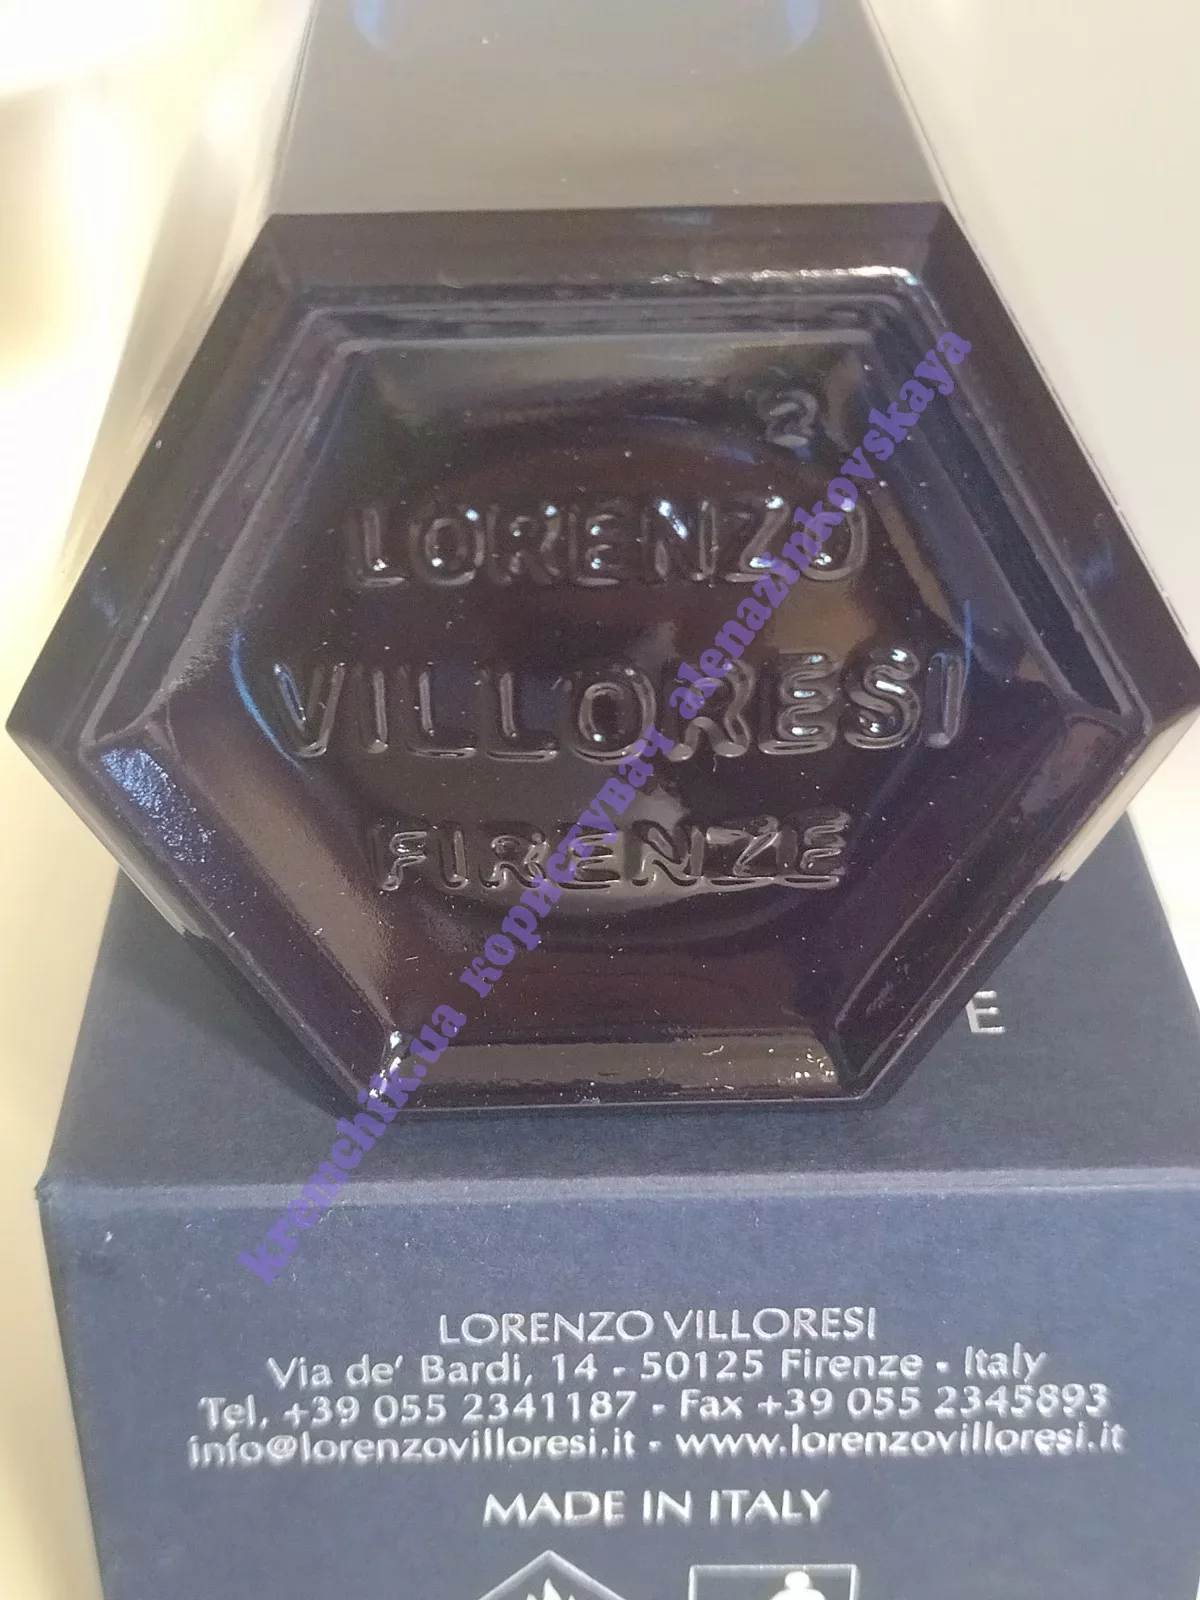 2
LORENZO
VILLORESI
FIRENZE
kremchik.ua користувач alenazinkovskaya
E
LORENZO VILLORESI
Via de' Bardi, 14 - 50125 Firenze - Italy
Tel. +39 055 2341187 - Fax +39 055 2345893
info@lorenzovilloresi.it - www.lorenzovilloresi.it
MADE IN ITALY